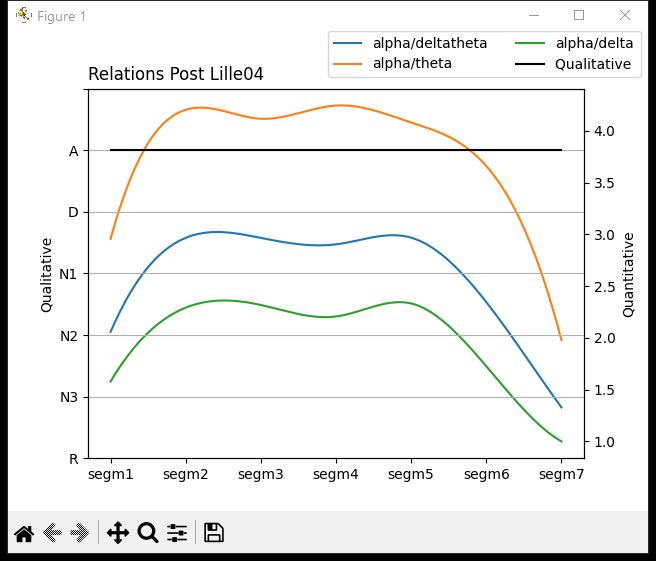 Figure 1
alpha/deltatheta
alpha/theta
alpha/delta
Qualitative
Relations Post Lille04
A
D
N1
N2
N3
R
Qualitative
4.0
3.5
3.0
2.5
2.0
1.5
1.0
Quantitative
segm1 segm2 segm3 segm4 segm5 segm6 segm7